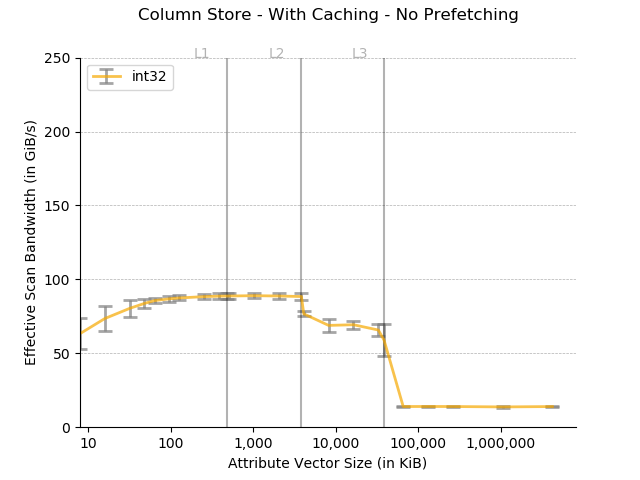 Column Store - With Caching - No Prefetching
L1 L2 L3
int32
250
200
150
100
50
0
Effective Scan Bandwidth (in GiB/s)
10 100 1,000 10,000 100,000 1,000,000
Attribute Vector Size (in KiB)